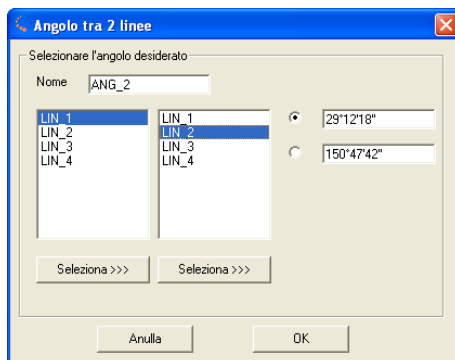 Angolo tra 2 linee
Selezionare l'angolo desiderato
Nome ANG_2
LIN_1 LIN_1 29°12'18"
LIN_2 LIN_2
LIN_3 LIN_3 150°47'42"
LIN_4 LIN_4
Seleziona >>> Seleziona >>>
Anulla OK